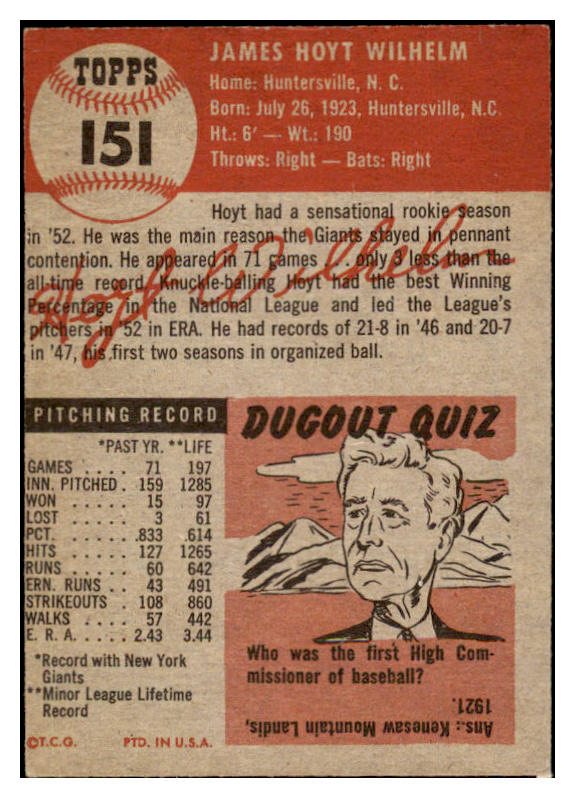 TOPPS
151
JAMES HOYT WILHELM
Home: Huntersville, N. C.
Born: July 26, 1923, Huntersville, N.C.
Ht.: 6' — Wt.: 190
Throws: Right — Bats: Right
Hoyt had a sensational rookie season
in '52. He was the main reason the Giants stayed in pennant
contention. He appeared in 71 games . . . only 3 less than the
all-time record. Knuckle-balling Hoyt had the best Winning
Percentage in the National League and led the League's
pitchers in '52 in ERA. He had records of 21-8 in '46 and 20-7
in '47, his first two seasons in organized ball.
Hoyt Wilhelm
PITCHING RECORD
*PAST YR. **LIFE
GAMES . . . . 71 197
INN. PITCHED . 159 1285
WON . . . . . 15 97
LOST . . . . . 3 61
PCT. . . . . . .833 .614
HITS . . . . . 127 1265
RUNS . . . . . 60 642
ERN. RUNS . . 43 491
STRIKEOUTS . 108 860
WALKS . . . . 57 442
E. R. A. . . . . . 2.43 3.44
*Record with New York
Giants
**Minor League Lifetime
Record
©T.C.G. PTD. IN U.S.A.
DUGOUT QUIZ
Who was the first High Com-
missioner of baseball?
Ans.: Kenesaw Mountain Landis,
1921.